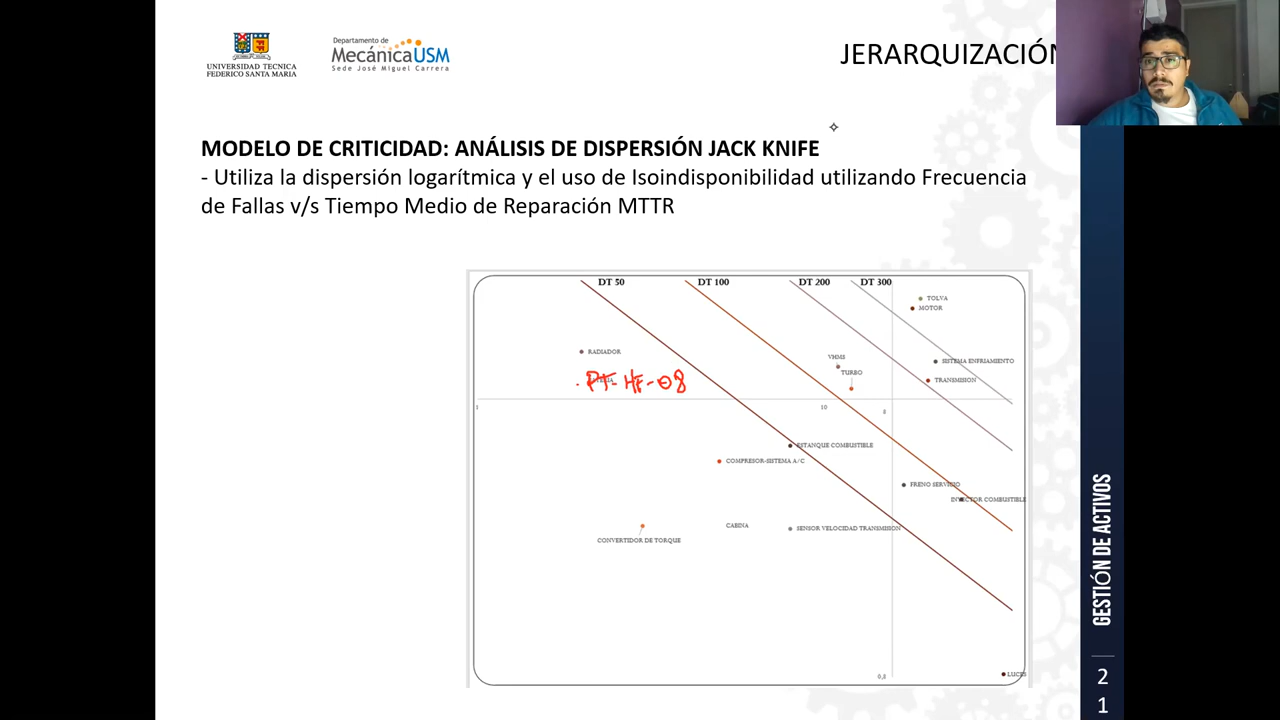 UNIVERSIDAD TECNICA
FEDERICO SANTA MARIA
Departamento de
MecánicaUSM
Sede José Miguel Carrera
JERARQUIZACIÓN
MODELO DE CRITICIDAD: ANÁLISIS DE DISPERSIÓN JACK KNIFE
- Utiliza la dispersión logarítmica y el uso de Isoindisponibilidad utilizando Frecuencia
de Fallas v/s Tiempo Medio de Reparación MTTR
DT 50 DT 100 DT 200 DT 300
TOLVA
MOTOR
RADIADOR
VHMS
SISTEMA ENFRIAMIENTO
TURBO
TRANSMISION
1 10 8
ESTANQUE COMBUSTIBLE
COMPRESOR-SISTEMA A/C
FRENO SERVICIO
INYECTOR COMBUSTIBLE
CABINA
SENSOR VELOCIDAD TRANSMISION
CONVERTIDOR DE TORQUE
0,8
LUCES
GESTIÓN DE ACTIVOS
2
1